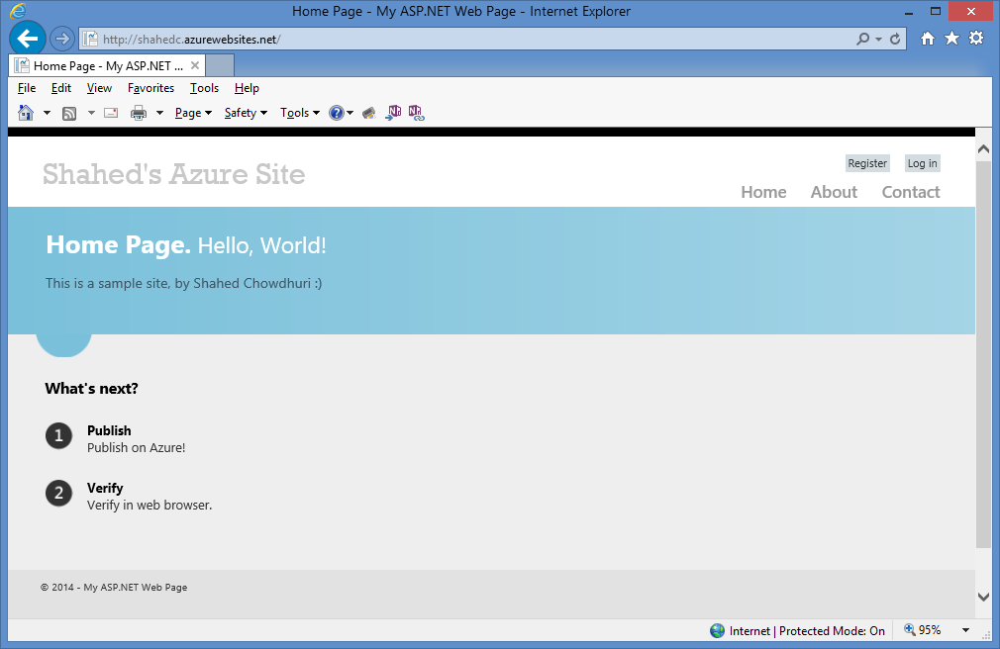 Home Page - My ASP.NET Web Page - Internet Explorer
http://shahedc.azurewebsites.net/
Home Page - My ASP.NET ...
File Edit View Favorites Tools Help
Page Safety Tools
Shahed's Azure Site
Register Log in
Home About Contact
Home Page. Hello, World!
This is a sample site, by Shahed Chowdhuri :)
What's next?
1 Publish
Publish on Azure!
2 Verify
Verify in web browser.
© 2014 - My ASP.NET Web Page
Internet | Protected Mode: On 95%